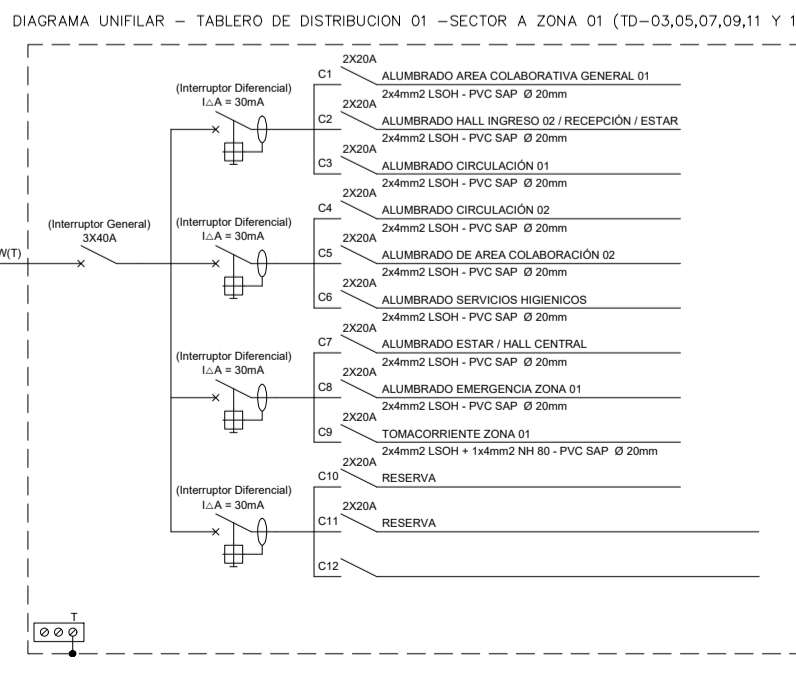 DIAGRAMA UNIFILAR - TABLERO DE DISTRIBUCION 01 -SECTOR A ZONA 01 (TD-03,05,07,09,11 Y 1
W(T)
(Interruptor General)
3X40A
(Interruptor Diferencial)
I△A = 30mA
C1
2X20A
ALUMBRADO AREA COLABORATIVA GENERAL 01
2x4mm2 LSOH - PVC SAP Ø 20mm
C2
2X20A
ALUMBRADO HALL INGRESO 02 / RECEPCIÓN / ESTAR
2x4mm2 LSOH - PVC SAP Ø 20mm
C3
2X20A
ALUMBRADO CIRCULACIÓN 01
2x4mm2 LSOH - PVC SAP Ø 20mm
(Interruptor Diferencial)
I△A = 30mA
C4
2X20A
ALUMBRADO CIRCULACIÓN 02
2x4mm2 LSOH - PVC SAP Ø 20mm
C5
2X20A
ALUMBRADO DE AREA COLABORACIÓN 02
2x4mm2 LSOH - PVC SAP Ø 20mm
C6
2X20A
ALUMBRADO SERVICIOS HIGIENICOS
2x4mm2 LSOH - PVC SAP Ø 20mm
(Interruptor Diferencial)
I△A = 30mA
C7
2X20A
ALUMBRADO ESTAR / HALL CENTRAL
2x4mm2 LSOH - PVC SAP Ø 20mm
C8
2X20A
ALUMBRADO EMERGENCIA ZONA 01
2x4mm2 LSOH - PVC SAP Ø 20mm
C9
2X20A
TOMACORRIENTE ZONA 01
2x4mm2 LSOH + 1x4mm2 NH 80 - PVC SAP Ø 20mm
(Interruptor Diferencial)
I△A = 30mA
C10
2X20A
RESERVA
C11
2X20A
RESERVA
C12
T